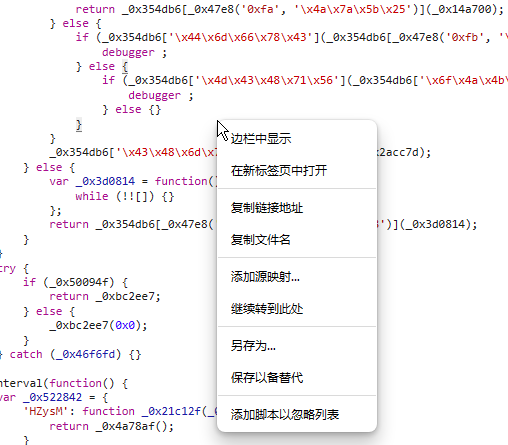 return _0x354db6[_0x47e8('0xfa', '\x4a\x7a\x5b\x25')](_0x14a700);
} else {
if (_0x354db6['\x44\x6d\x66\x78\x43'](_0x354db6[_0x47e8('0xfb', '\
debugger ;
} else {
if (_0x354db6['\x4d\x43\x48\x71\x56'](_0x354db6['\x6f\x4a\x4b\
debugger ;
} else {}
}
}
_0x354db6['\x43\x48\x6d\x7
2acc7d);
} else {
var _0x3d0814 = function()
while (!![]) {}
};
return _0x354db6[_0x47e8(
')](_0x3d0814);
}
}
try {
if (_0x50094f) {
return _0xbc2ee7;
} else {
_0xbc2ee7(0x0);
}
} catch (_0x46f6fd) {}
nterval(function() {
var _0x522842 = {
'HZysM': function _0x21c12f(_0
return _0x4a78af();
}
边栏中显示
在新标签页中打开
复制链接地址
复制文件名
添加源映射...
继续转到此处
另存为...
保存以备替代
添加脚本以忽略列表